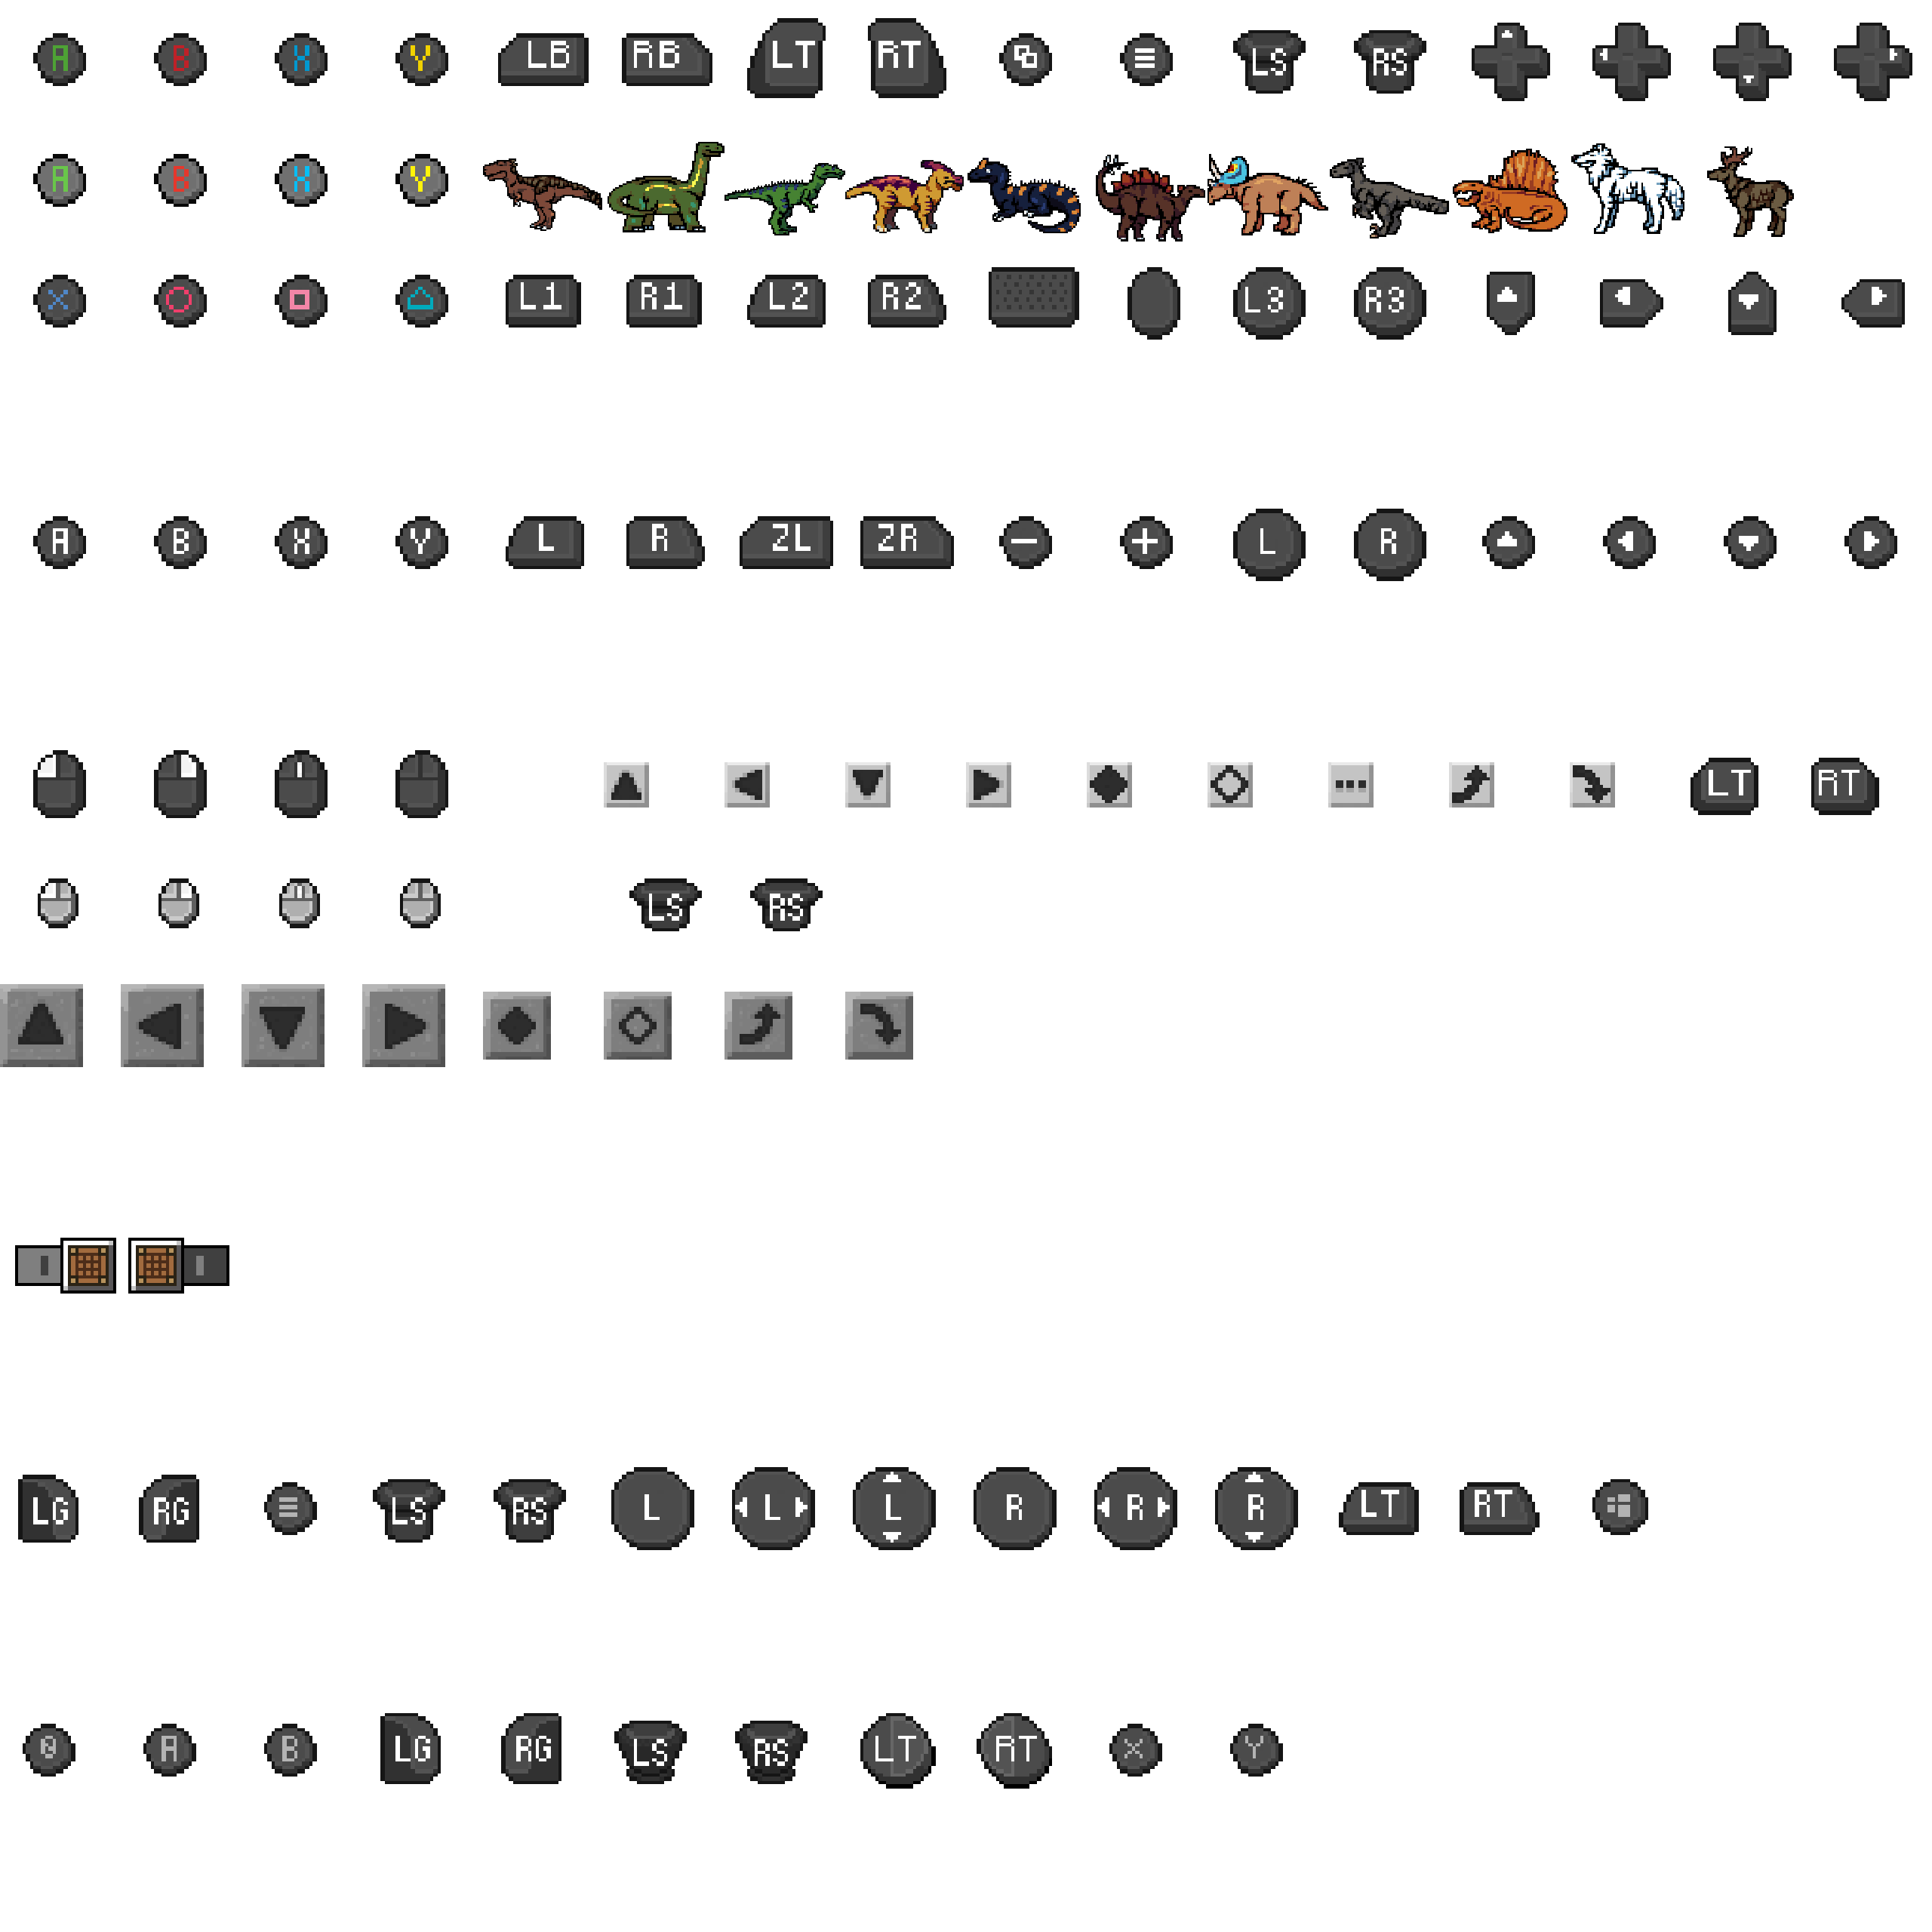 A B X Y LB RB LT RT LS RS
A B X Y
L1 R1 L2 R2 L3 R3
A B X Y L R ZL ZR L R
LT RT
LS RS
LG RG LS RS L L L R R R LT RT
A B LG RG LS RS LT RT X Y